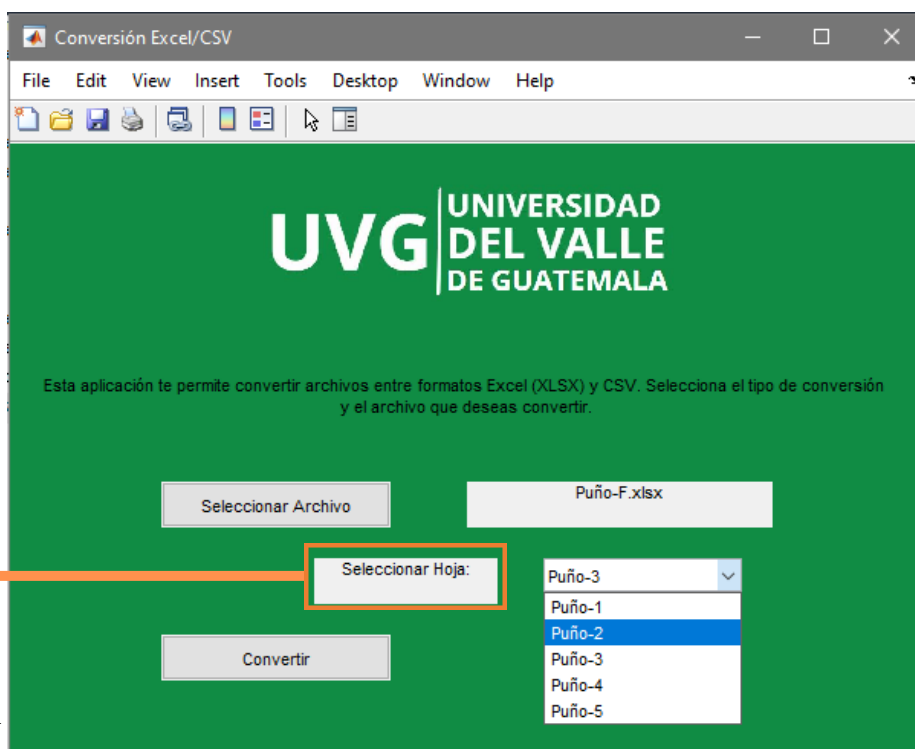 Conversión Excel/CSV
File Edit View Insert Tools Desktop Window Help
UVG
UNIVERSIDAD
DEL VALLE
DE GUATEMALA
Esta aplicación te permite convertir archivos entre formatos Excel (XLSX) y CSV. Selecciona el tipo de conversión
y el archivo que deseas convertir.
Seleccionar Archivo
Puño-F.xlsx
Seleccionar Hoja:
Puño-3
Puño-1
Puño-2
Puño-3
Puño-4
Puño-5
Convertir